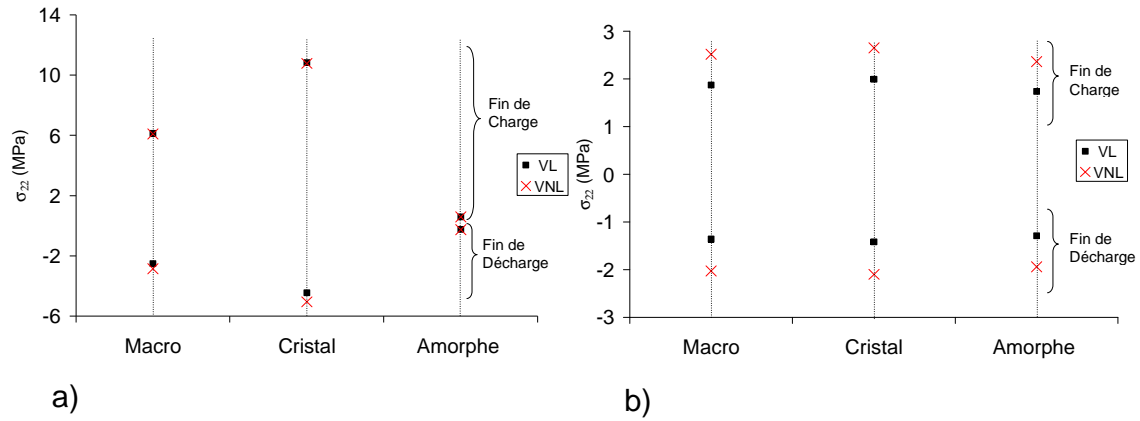 14
10
6
2
-2
-6
σ22 (MPa)
Fin de
Charge
VL
VNL
Fin de
Décharge
Macro
Cristal
Amorphe
a)
3
2
1
0
-1
-2
-3
σ22 (MPa)
Fin de
Charge
VL
VNL
Fin de
Décharge
Macro
Cristal
Amorphe
b)